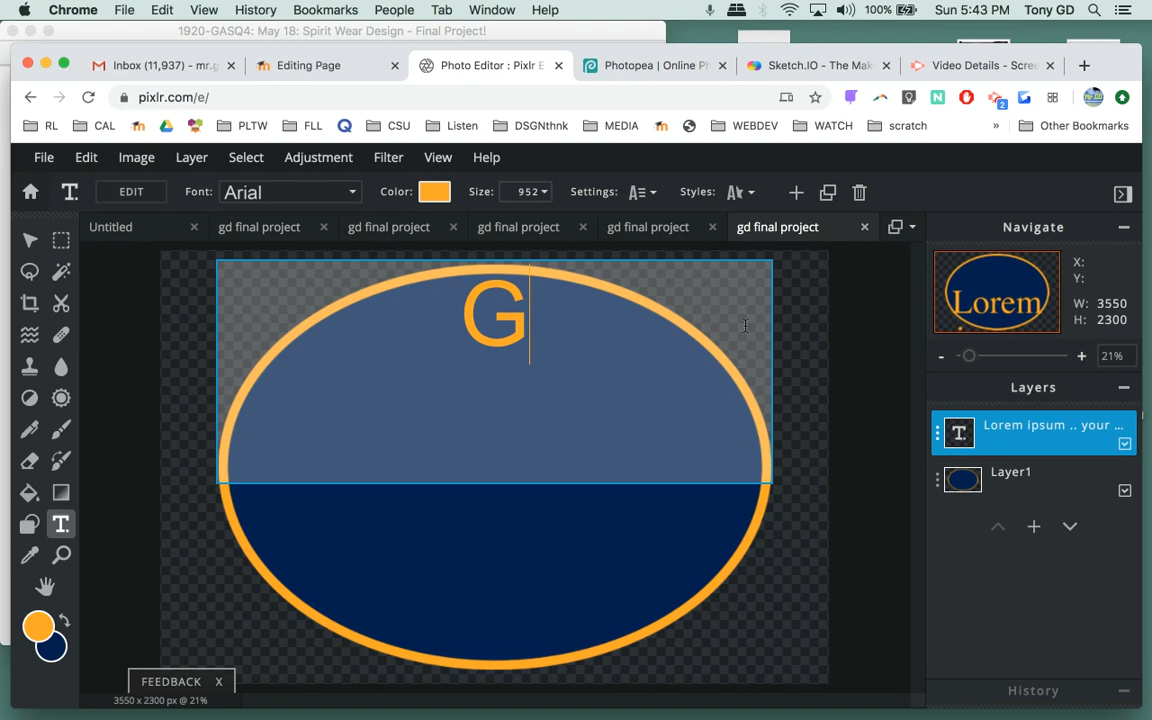 Chrome File Edit View History Bookmarks People Tab Window Help 100% Sun 5:43 PM Tony GD
1920-GASQ4: May 18: Spirit Wear Design - Final Project!
Inbox (11,937) - mr.g Editing Page Photo Editor : Pixlr E Photopea | Online Ph Sketch.IO - The Mak Video Details - Scree
pixlr.com/e/
RL CAL PLTW FLL CSU Listen DSGNthnk MEDIA WEBDEV WATCH scratch » Other Bookmarks
File Edit Image Layer Select Adjustment Filter View Help
T. EDIT Font: Arial Color: Size: 952 Settings: Styles:
Untitled gd final project gd final project gd final project gd final project gd final project
Navigate
G
Lorem
X:
Y:
W: 3550
H: 2300
21%
Layers
Lorem ipsum .. your ...
Layer1
FEEDBACK X
3550 x 2300 px @ 21%
History